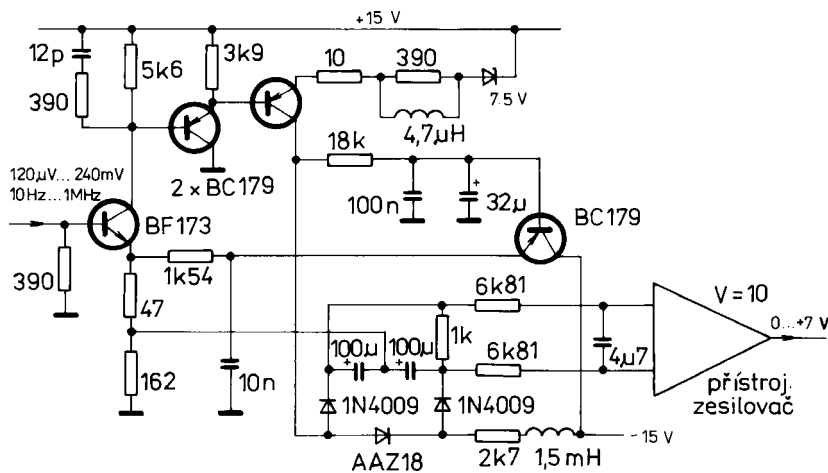 +15 V
12p
5k6
3k9
10
390
7.5 V
390
4,7µH
18k
120µV...240mV
10Hz...1MHz
2 x BC179
100n
32µ
+
BC179
BF173
1k54
390
47
6k81
V=10
0...+7 V
1k
100µ
100µ
+
+
6k81
4µ7
162
10n
1N4009
1N4009
přístroj.
zesilovač
-15 V
AAZ18
2k7
1,5mH